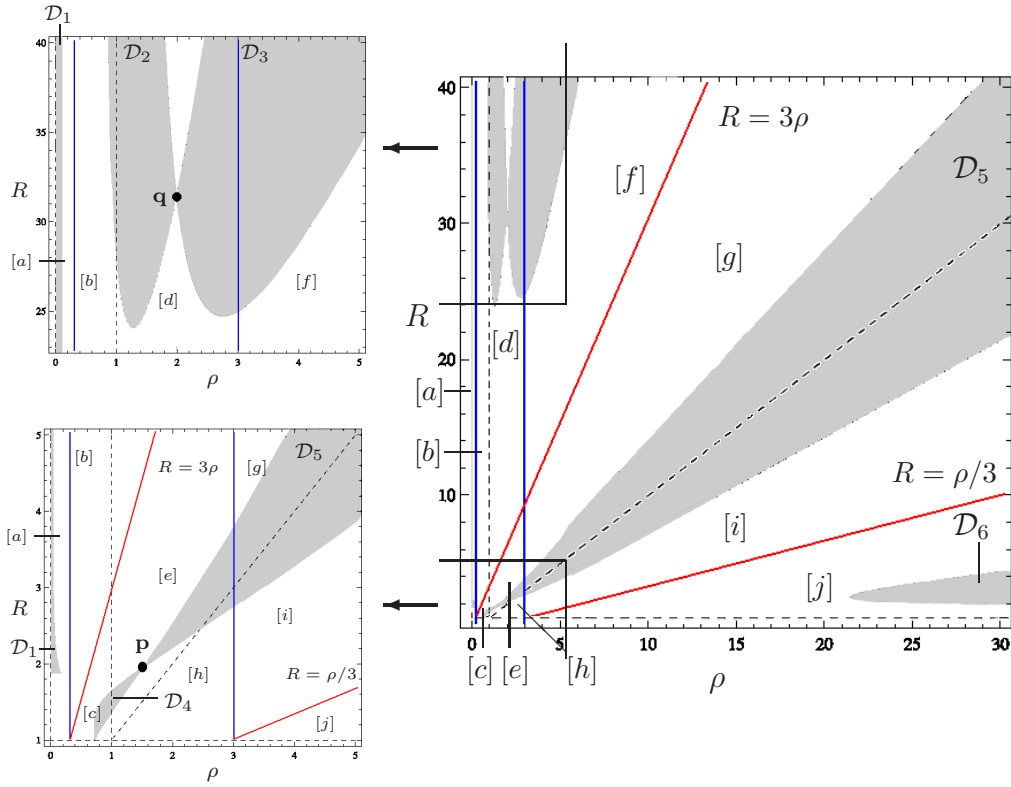 D₁
40
35
30
25
R
D₂
D₃
q
[a]
[b]
[d]
[f]
0
1
2
3
4
5
ρ
5
4
3
2
1
R
[b]
R = 3ρ
[g]
D₅
[a]
[e]
[i]
D₁
p
[h]
R = ρ/3
[c]
D₄
[j]
0
1
2
3
4
5
ρ
40
30
20
10
R
R = 3ρ
[f]
D₅
[g]
[d]
[a]
[b]
R = ρ/3
[i]
D₆
[j]
0
5
10
15
20
25
30
[c]
[e]
[h]
ρ